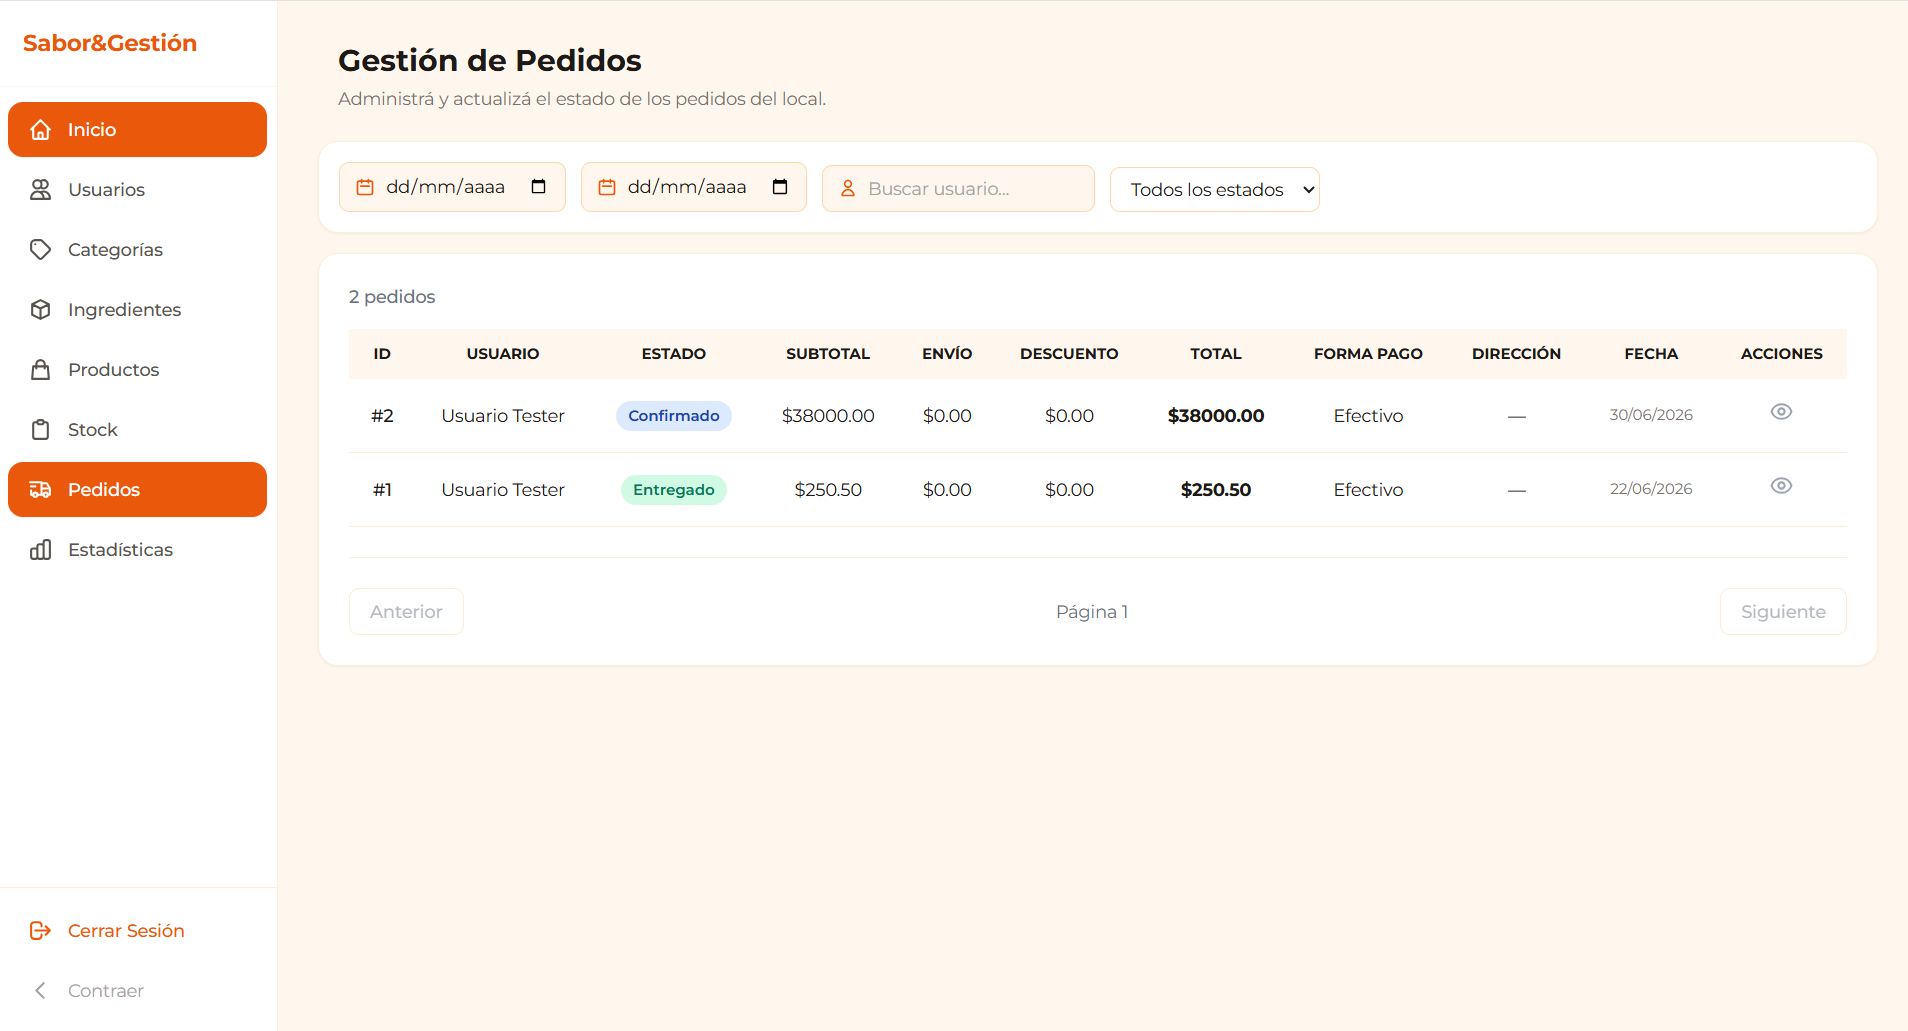 Sabor&Gestión
Inicio
Usuarios
Categorías
Ingredientes
Productos
Stock
Pedidos
Estadísticas
Cerrar Sesión
Contraer
Gestión de Pedidos
Administrá y actualizá el estado de los pedidos del local.
dd/mm/aaaa dd/mm/aaaa Buscar usuario... Todos los estados
2 pedidos
ID USUARIO ESTADO SUBTOTAL ENVÍO DESCUENTO TOTAL FORMA PAGO DIRECCIÓN FECHA ACCIONES
#2 Usuario Tester Confirmado $38000.00 $0.00 $0.00 $38000.00 Efectivo — 30/06/2026
#1 Usuario Tester Entregado $250.50 $0.00 $0.00 $250.50 Efectivo — 22/06/2026
Anterior Página 1 Siguiente